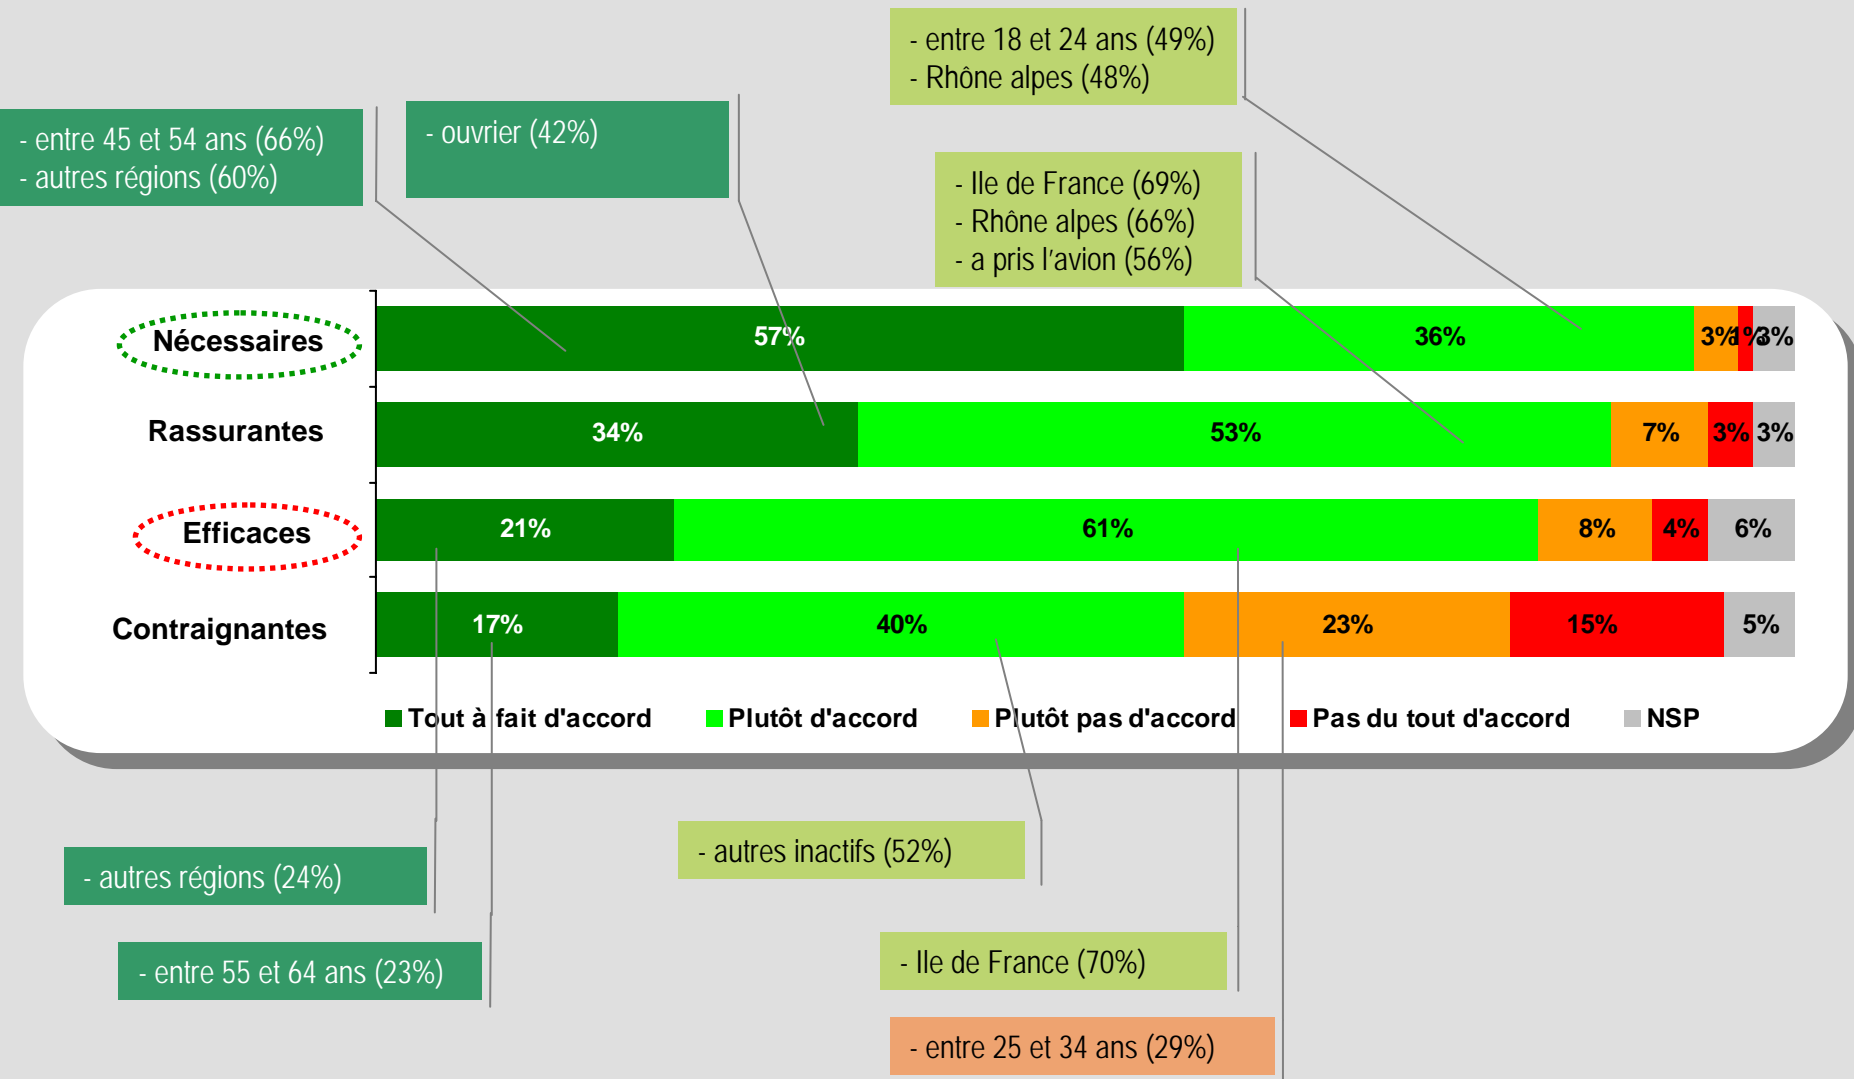 - entre 18 et 24 ans (49%)
- Rhône alpes (48%)
- entre 45 et 54 ans (66%)
- autres régions (60%)
- ouvrier (42%)
- Ile de France (69%)
- Rhône alpes (66%)
- a pris l’avion (56%)
Nécessaires 57% 36% 3% 1% 3%
Rassurantes 34% 53% 7% 3% 3%
Efficaces 21% 61% 8% 4% 6%
Contraignantes 17% 40% 23% 15% 5%
Tout à fait d'accord Plutôt d'accord Plutôt pas d'accord Pas du tout d'accord NSP
- autres inactifs (52%)
- autres régions (24%)
- entre 55 et 64 ans (23%)
- Ile de France (70%)
- entre 25 et 34 ans (29%)